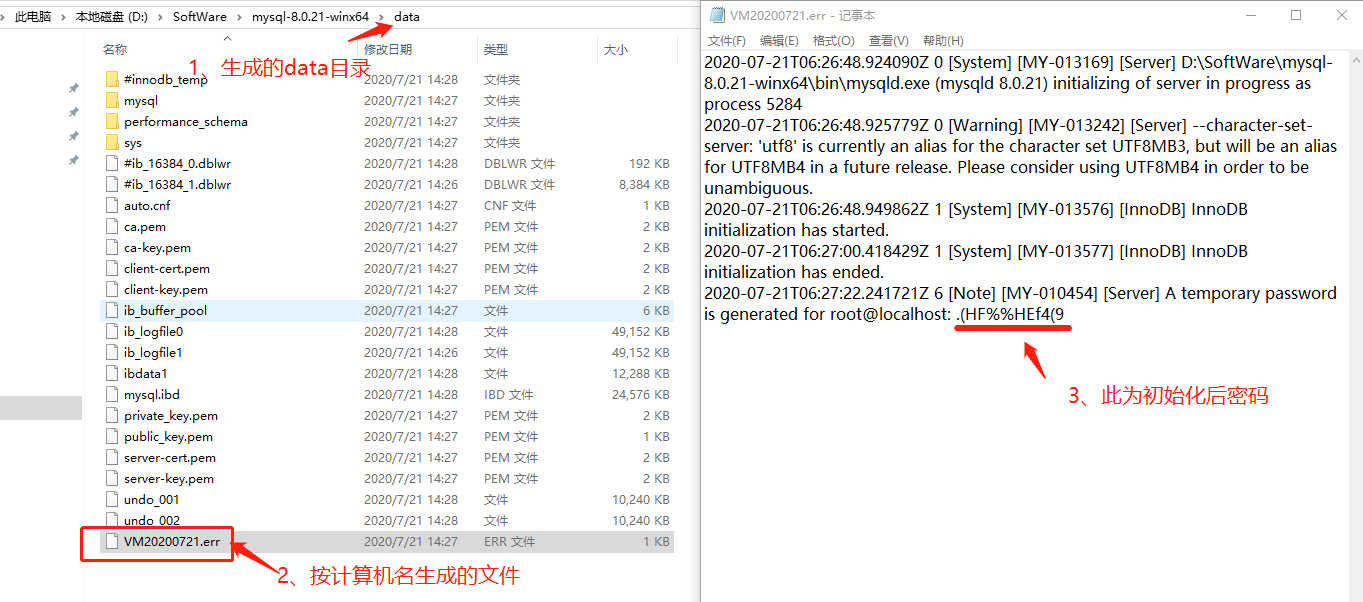 此电脑 > 本地磁盘 (D:) > SoftWare > mysql-8.0.21-winx64 > data
名称 修改日期 类型 大小
1、生成的data目录
#innodb_temp 2020/7/21 14:28 文件夹
mysql 2020/7/21 14:27 文件夹
performance_schema 2020/7/21 14:27 文件夹
sys 2020/7/21 14:27 文件夹
#ib_16384_0.dblwr 2020/7/21 14:28 DBLWR 文件 192 KB
#ib_16384_1.dblwr 2020/7/21 14:26 DBLWR 文件 8,384 KB
auto.cnf 2020/7/21 14:27 CNF 文件 1 KB
ca.pem 2020/7/21 14:27 PEM 文件 2 KB
ca-key.pem 2020/7/21 14:27 PEM 文件 2 KB
client-cert.pem 2020/7/21 14:27 PEM 文件 2 KB
client-key.pem 2020/7/21 14:27 PEM 文件 2 KB
ib_buffer_pool 2020/7/21 14:28 文件 6 KB
ib_logfile0 2020/7/21 14:28 文件 49,152 KB
ib_logfile1 2020/7/21 14:26 文件 49,152 KB
ibdata1 2020/7/21 14:28 文件 12,288 KB
mysql.ibd 2020/7/21 14:28 IBD 文件 24,576 KB
private_key.pem 2020/7/21 14:27 PEM 文件 2 KB
public_key.pem 2020/7/21 14:27 PEM 文件 1 KB
server-cert.pem 2020/7/21 14:27 PEM 文件 2 KB
server-key.pem 2020/7/21 14:27 PEM 文件 2 KB
undo_001 2020/7/21 14:28 文件 10,240 KB
undo_002 2020/7/21 14:28 文件 10,240 KB
VM20200721.err 2020/7/21 14:27 ERR 文件 1 KB
2、按计算机名生成的文件
VM20200721.err - 记事本
文件(F) 编辑(E) 格式(O) 查看(V) 帮助(H)
2020-07-21T06:26:48.924090Z 0 [System] [MY-013169] [Server] D:\SoftWare\mysql-
8.0.21-winx64\bin\mysqld.exe (mysqld 8.0.21) initializing of server in progress as
process 5284
2020-07-21T06:26:48.925779Z 0 [Warning] [MY-013242] [Server] --character-set-
server: 'utf8' is currently an alias for the character set UTF8MB3, but will be an alias
for UTF8MB4 in a future release. Please consider using UTF8MB4 in order to be
unambiguous.
2020-07-21T06:26:48.949862Z 1 [System] [MY-013576] [InnoDB] InnoDB
initialization has started.
2020-07-21T06:27:00.418429Z 1 [System] [MY-013577] [InnoDB] InnoDB
initialization has ended.
2020-07-21T06:27:22.241721Z 6 [Note] [MY-010454] [Server] A temporary password
is generated for root@localhost: .(HF%%HEf4(9
3、此为初始化后密码